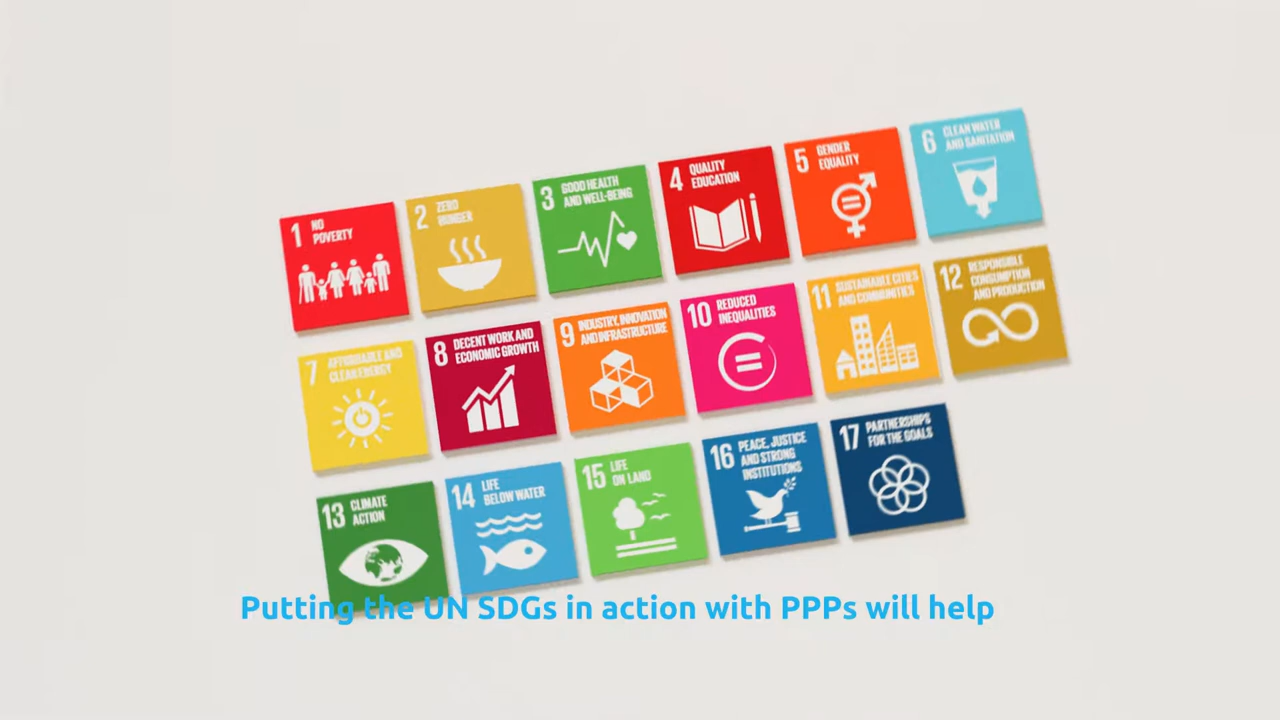 1 NO
POVERTY
2 ZERO
HUNGER
3 GOOD HEALTH
AND WELL-BEING
4 QUALITY
EDUCATION
5 GENDER
EQUALITY
6 CLEAN WATER
AND SANITATION
7 AFFORDABLE AND
CLEAN ENERGY
8 DECENT WORK AND
ECONOMIC GROWTH
9 INDUSTRY, INNOVATION
AND INFRASTRUCTURE
10 REDUCED
INEQUALITIES
11 SUSTAINABLE CITIES
AND COMMUNITIES
12 RESPONSIBLE
CONSUMPTION
AND PRODUCTION
13 CLIMATE
ACTION
14 LIFE
BELOW WATER
15 LIFE
ON LAND
16 PEACE, JUSTICE
AND STRONG
INSTITUTIONS
17 PARTNERSHIPS
FOR THE GOALS
Putting the UN SDGs in action with PPPs will help